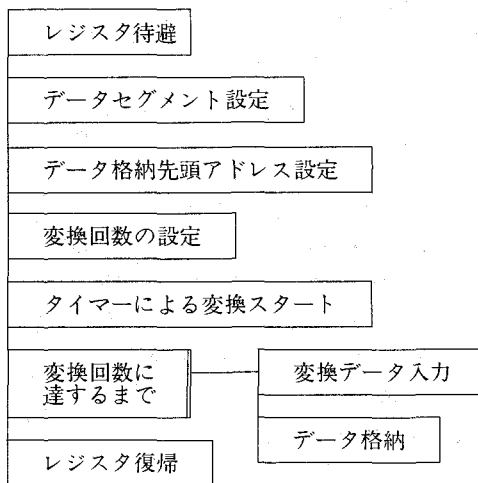 レジスタ待避
データセグメント設定
データ格納先頭アドレス設定
変換回数の設定
タイマーによる変換スタート
変換回数に
達するまで
変換データ入力
データ格納
レジスタ復帰